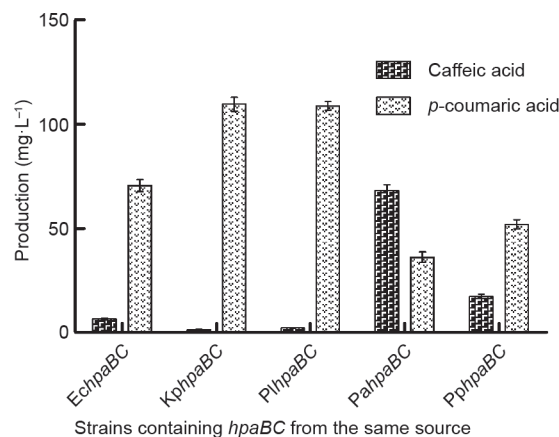 150
100
50
0
Production (mg·L⁻¹)
Caffeic acid
p-coumaric acid
EchpaBC
KphpaBC
PlhpaBC
PahpaBC
PphpaBC
Strains containing hpaBC from the same source